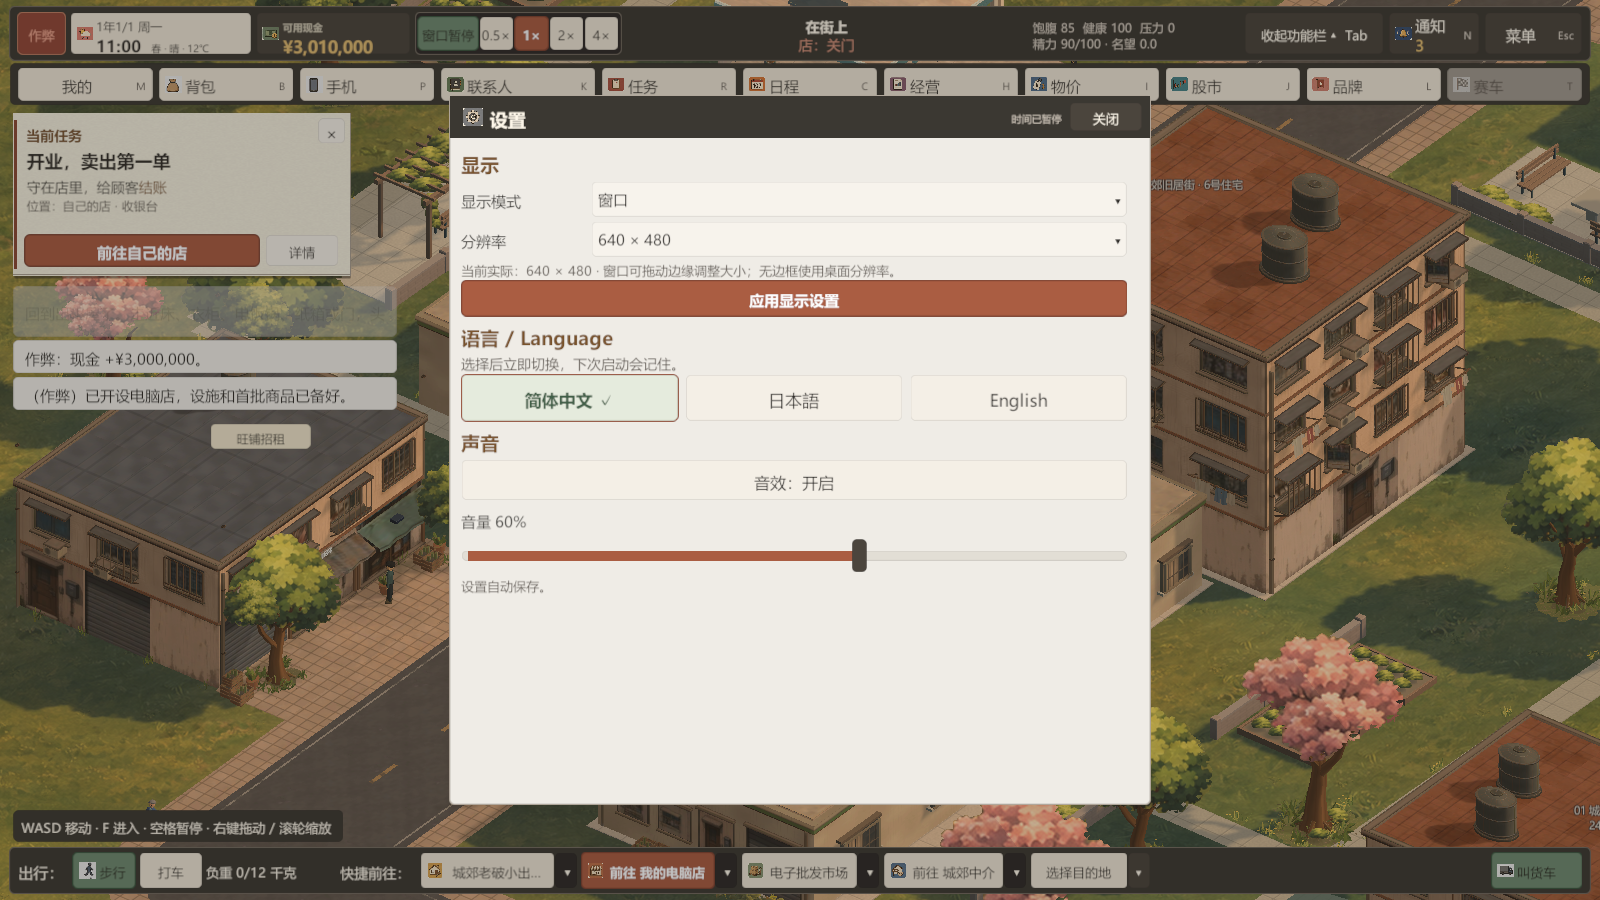 作弊
1年1/1 周一
11:00 春 · 晴 · 12°C
可用现金
¥3,010,000
窗口暂停 0.5× 1× 2× 4×
在街上
店：关门
饱腹 85 健康 100 压力 0
精力 90/100 · 名望 0.0
收起功能栏 ▴ Tab
通知
3
N
菜单 Esc
我的 M
背包 B
手机 P
联系人 K
任务 R
日程 C
经营 H
物价 I
股市 J
品牌 L
赛车 T
当前任务 ×
开业，卖出第一单
守在店里，给顾客结账
位置：自己的店 · 收银台
前往自己的店 详情
作弊：现金 +¥3,000,000。
（作弊）已开设电脑店，设施和首批商品已备好。
旺铺招租
设置
时间已暂停 关闭
显示
显示模式 窗口
分辨率 640 × 480
当前实际：640 × 480 · 窗口可拖动边缘调整大小；无边框使用桌面分辨率。
应用显示设置
语言 / Language
选择后立即切换，下次启动会记住。
简体中文 ✓ 日本語 English
声音
音效：开启
音量 60%
设置自动保存。
郊旧居街 · 6号住宅
01 城
24
WASD 移动 · F 进入 · 空格暂停 · 右键拖动 / 滚轮缩放
出行： 步行 打车 负重 0/12 千克 快捷前往： 城郊老破小出... 前往 我的电脑店 电子批发市场 前往 城郊中介 选择目的地 叫货车